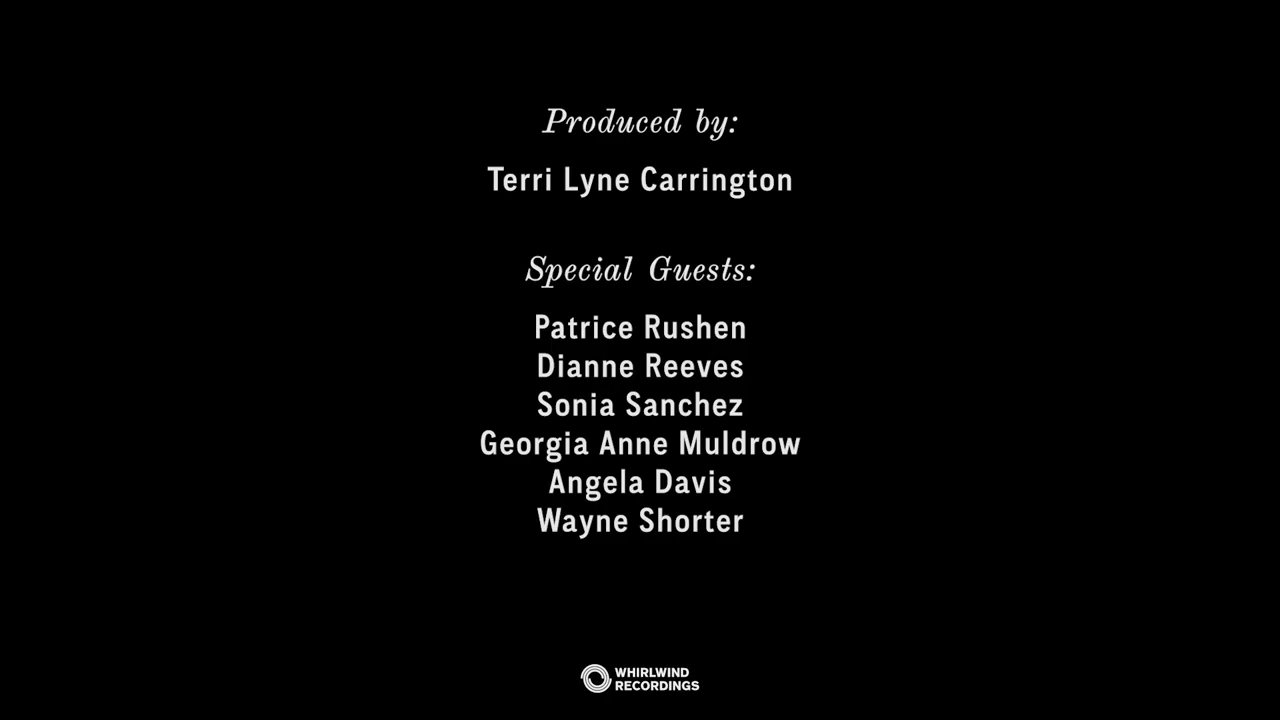 Produced by:
Terri Lyne Carrington
Special Guests:
Patrice Rushen
Dianne Reeves
Sonia Sanchez
Georgia Anne Muldrow
Angela Davis
Wayne Shorter
WHIRLWIND
RECORDINGS